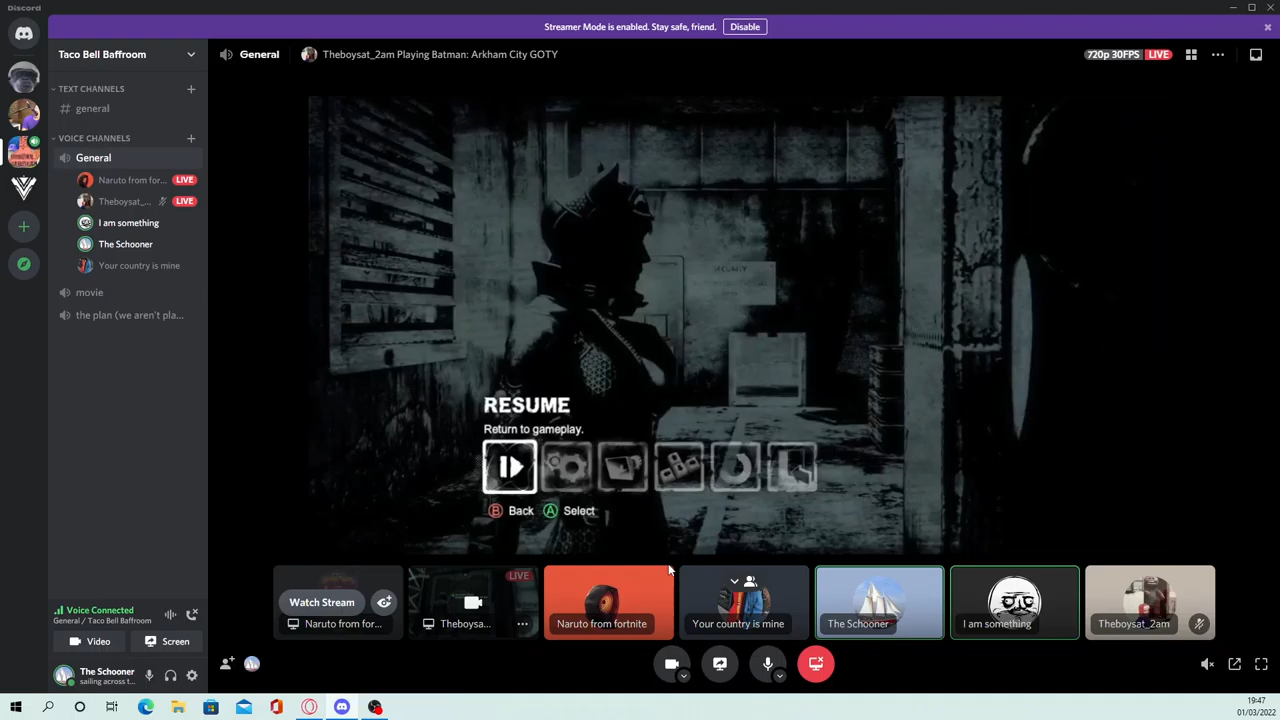 Discord
Streamer Mode is enabled. Stay safe, friend.
Disable
Taco Bell Baffroom
General
Theboysat_2am Playing Batman: Arkham City GOTY
720p 30FPS
LIVE
TEXT CHANNELS
general
VOICE CHANNELS
General
Naruto from for...
LIVE
Theboysat_...
LIVE
I am something
The Schooner
Your country is mine
movie
the plan (we aren't pla...
SECURITY
RESUME
Return to gameplay.
B Back A Select
Watch Stream
Naruto from for...
LIVE
Theboysa...
Naruto from fortnite
Your country is mine
The Schooner
I am something
Theboysat_2am
Voice Connected
General / Taco Bell Baffroom
Video
Screen
The Schooner
sailing across t...
19:47
01/03/2022